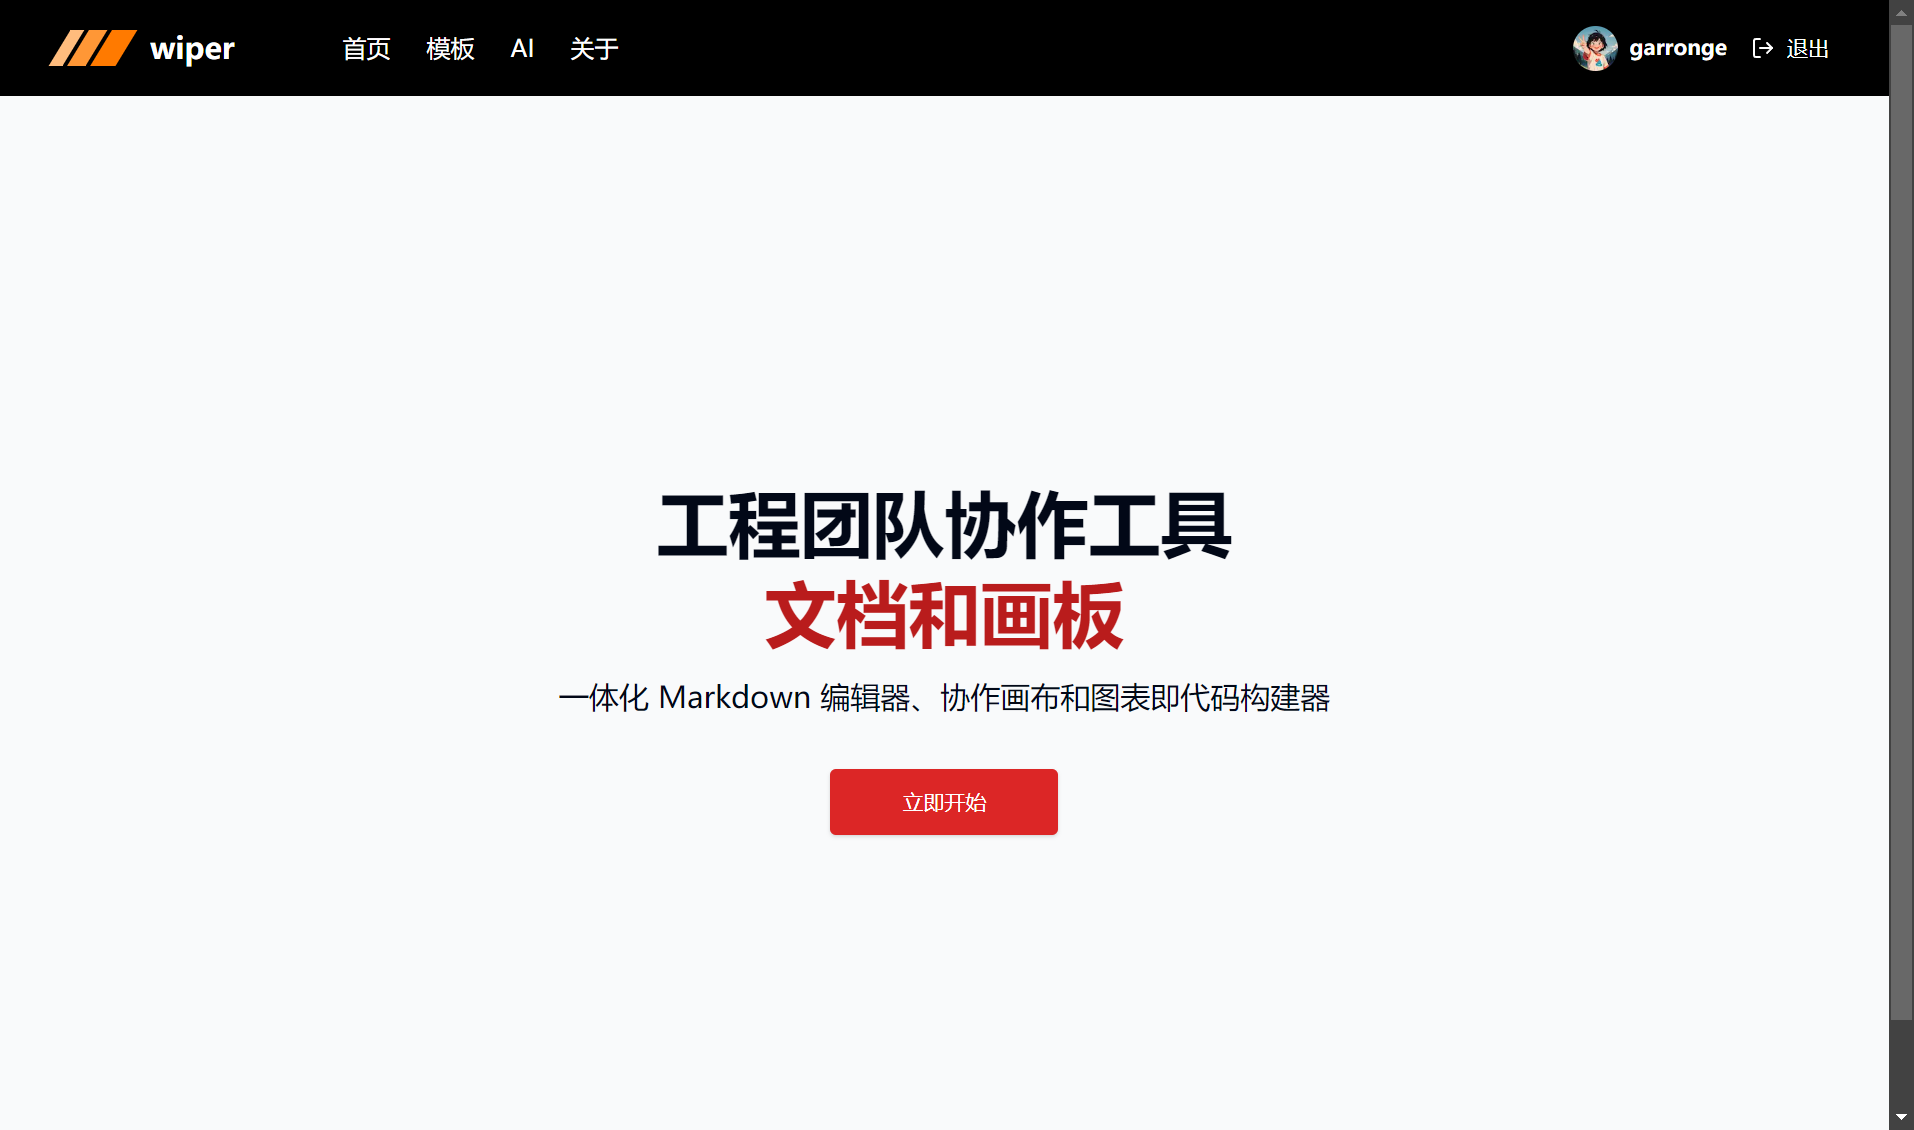 wiper 首页 模板 AI 关于 garronge 退出
工程团队协作工具
文档和画板
一体化 Markdown 编辑器、协作画布和图表即代码构建器
立即开始